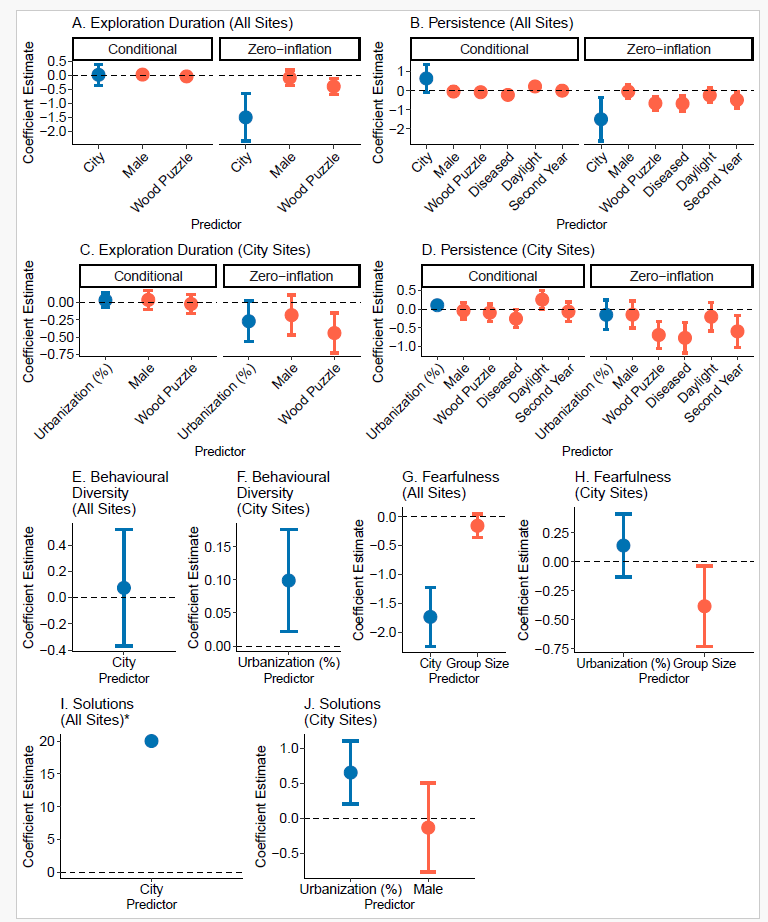 A. Exploration Duration (All Sites)
Conditional
Zero−inflation
Coefficient Estimate
0.5
0.0
−0.5
−1.0
−1.5
−2.0
City
Male
Wood Puzzle
City
Male
Wood Puzzle
Predictor
B. Persistence (All Sites)
Conditional
Zero−inflation
Coefficient Estimate
1
0
−1
−2
City
Male
Wood Puzzle
Diseased
Daylight
Second Year
City
Male
Wood Puzzle
Diseased
Daylight
Second Year
Predictor
C. Exploration Duration (City Sites)
Conditional
Zero−inflation
Coefficient Estimate
0.00
−0.25
−0.50
−0.75
Urbanization (%)
Male
Wood Puzzle
Urbanization (%)
Male
Wood Puzzle
Predictor
D. Persistence (City Sites)
Conditional
Zero−inflation
Coefficient Estimate
0.5
0.0
−0.5
−1.0
Urbanization (%)
Male
Wood Puzzle
Diseased
Daylight
Second Year
Urbanization (%)
Male
Wood Puzzle
Diseased
Daylight
Second Year
Predictor
E. Behavioural
Diversity
(All Sites)
Coefficient Estimate
0.4
0.2
0.0
−0.2
−0.4
City
Predictor
F. Behavioural
Diversity
(City Sites)
Coefficient Estimate
0.15
0.10
0.05
0.00
Urbanization (%)
Predictor
G. Fearfulness
(All Sites)
Coefficient Estimate
0.0
−0.5
−1.0
−1.5
−2.0
City Group Size
Predictor
H. Fearfulness
(City Sites)
Coefficient Estimate
0.25
0.00
−0.25
−0.50
−0.75
Urbanization (%) Group Size
Predictor
I. Solutions
(All Sites)*
Coefficient Estimate
20
15
10
5
0
City
Predictor
J. Solutions
(City Sites)
Coefficient Estimate
1.0
0.5
0.0
−0.5
Urbanization (%) Male
Predictor